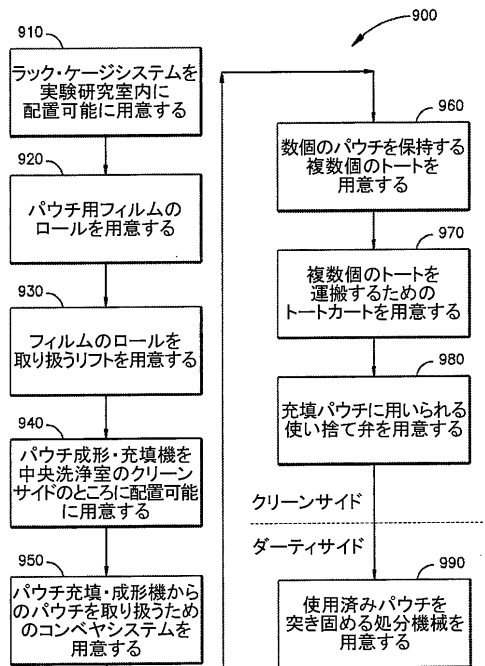 900
910
ラック・ケージシステムを
実験研究室内に
配置可能に用意する
920
パウチ用フィルムの
ロールを用意する
930
フィルムのロールを
取り扱うリフトを用意する
940
パウチ成形・充填機を
中央洗浄室のクリーン
サイドのところに配置可能
に用意する
950
パウチ充填・成形機から
のパウチを取り扱うため
のコンベヤシステムを
用意する
960
数個のパウチを保持する
複数個のトートを
用意する
970
複数個のトートを
運搬するための
トートカートを用意する
980
充填パウチに用いられる
使い捨て弁を用意する
クリーンサイド
ダーティサイド
990
使用済みパウチを
突き固める処分機械を
用意する